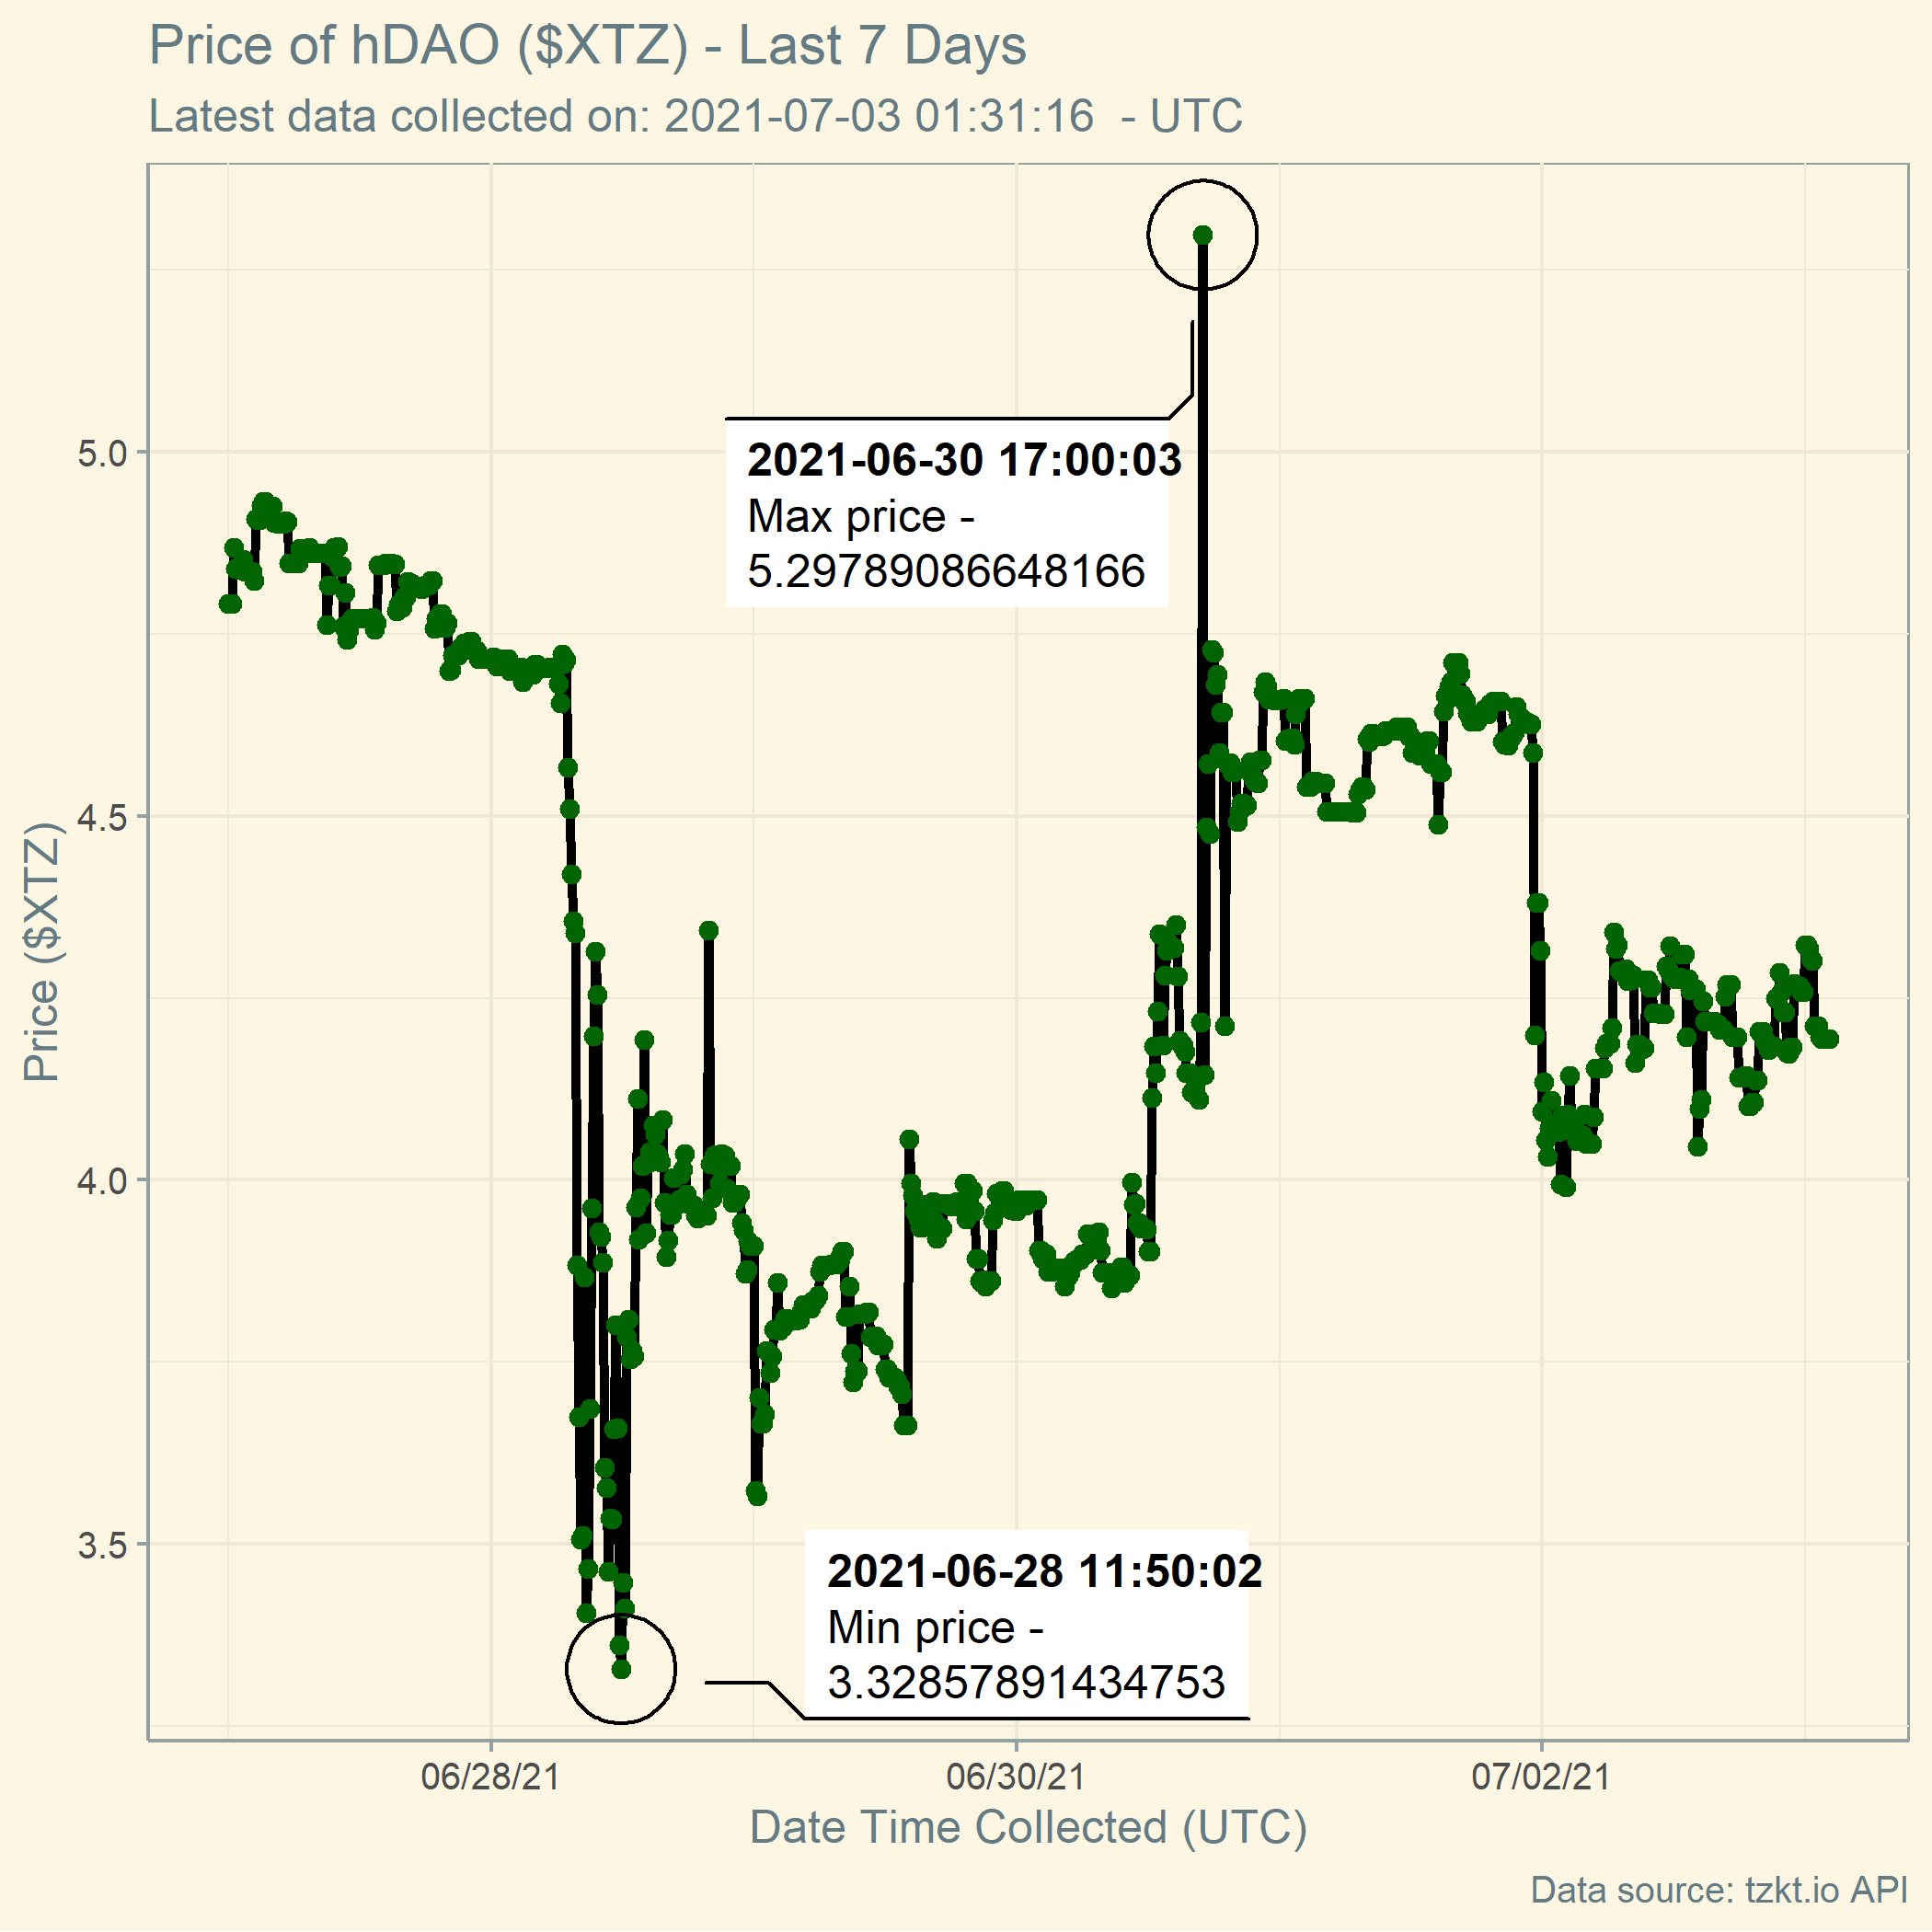 Price of hDAO ($XTZ) - Last 7 Days
Latest data collected on: 2021-07-03 01:31:16  - UTC
2021-06-30 17:00:03
Max price -
5.29789086648166
2021-06-28 11:50:02
Min price -
3.32857891434753
Price ($XTZ)
5.0
4.5
4.0
3.5
06/28/21
06/30/21
07/02/21
Date Time Collected (UTC)
Data source: tzkt.io API